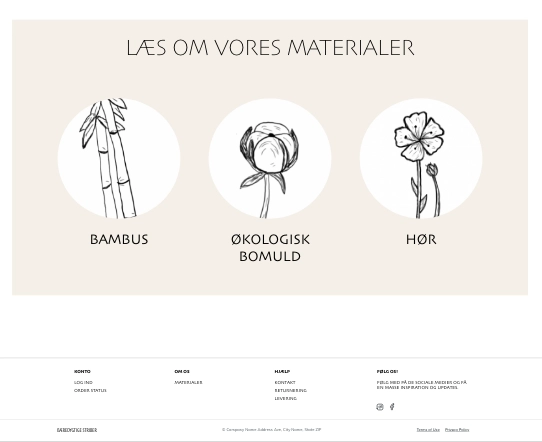 LÆS OM VORES MATERIALER
BAMBUS
ØKOLOGISK
BOMULD
HØR
KONTO
LOG IND
ORDER STATUS
OM OS
MATERIALER
HJÆLP
KONTAKT
RETURNERING
LEVERING
FØLG OS!
FØLG MED PÅ DE SOCIALE MEDIER OG FÅ
EN MASSE INSPIRATION OG UPDATES.
BÆREDYGTIGE STRIBER
© Company Name, Address Ave, City Name, State ZIP
Terms of Use
Privacy Policy